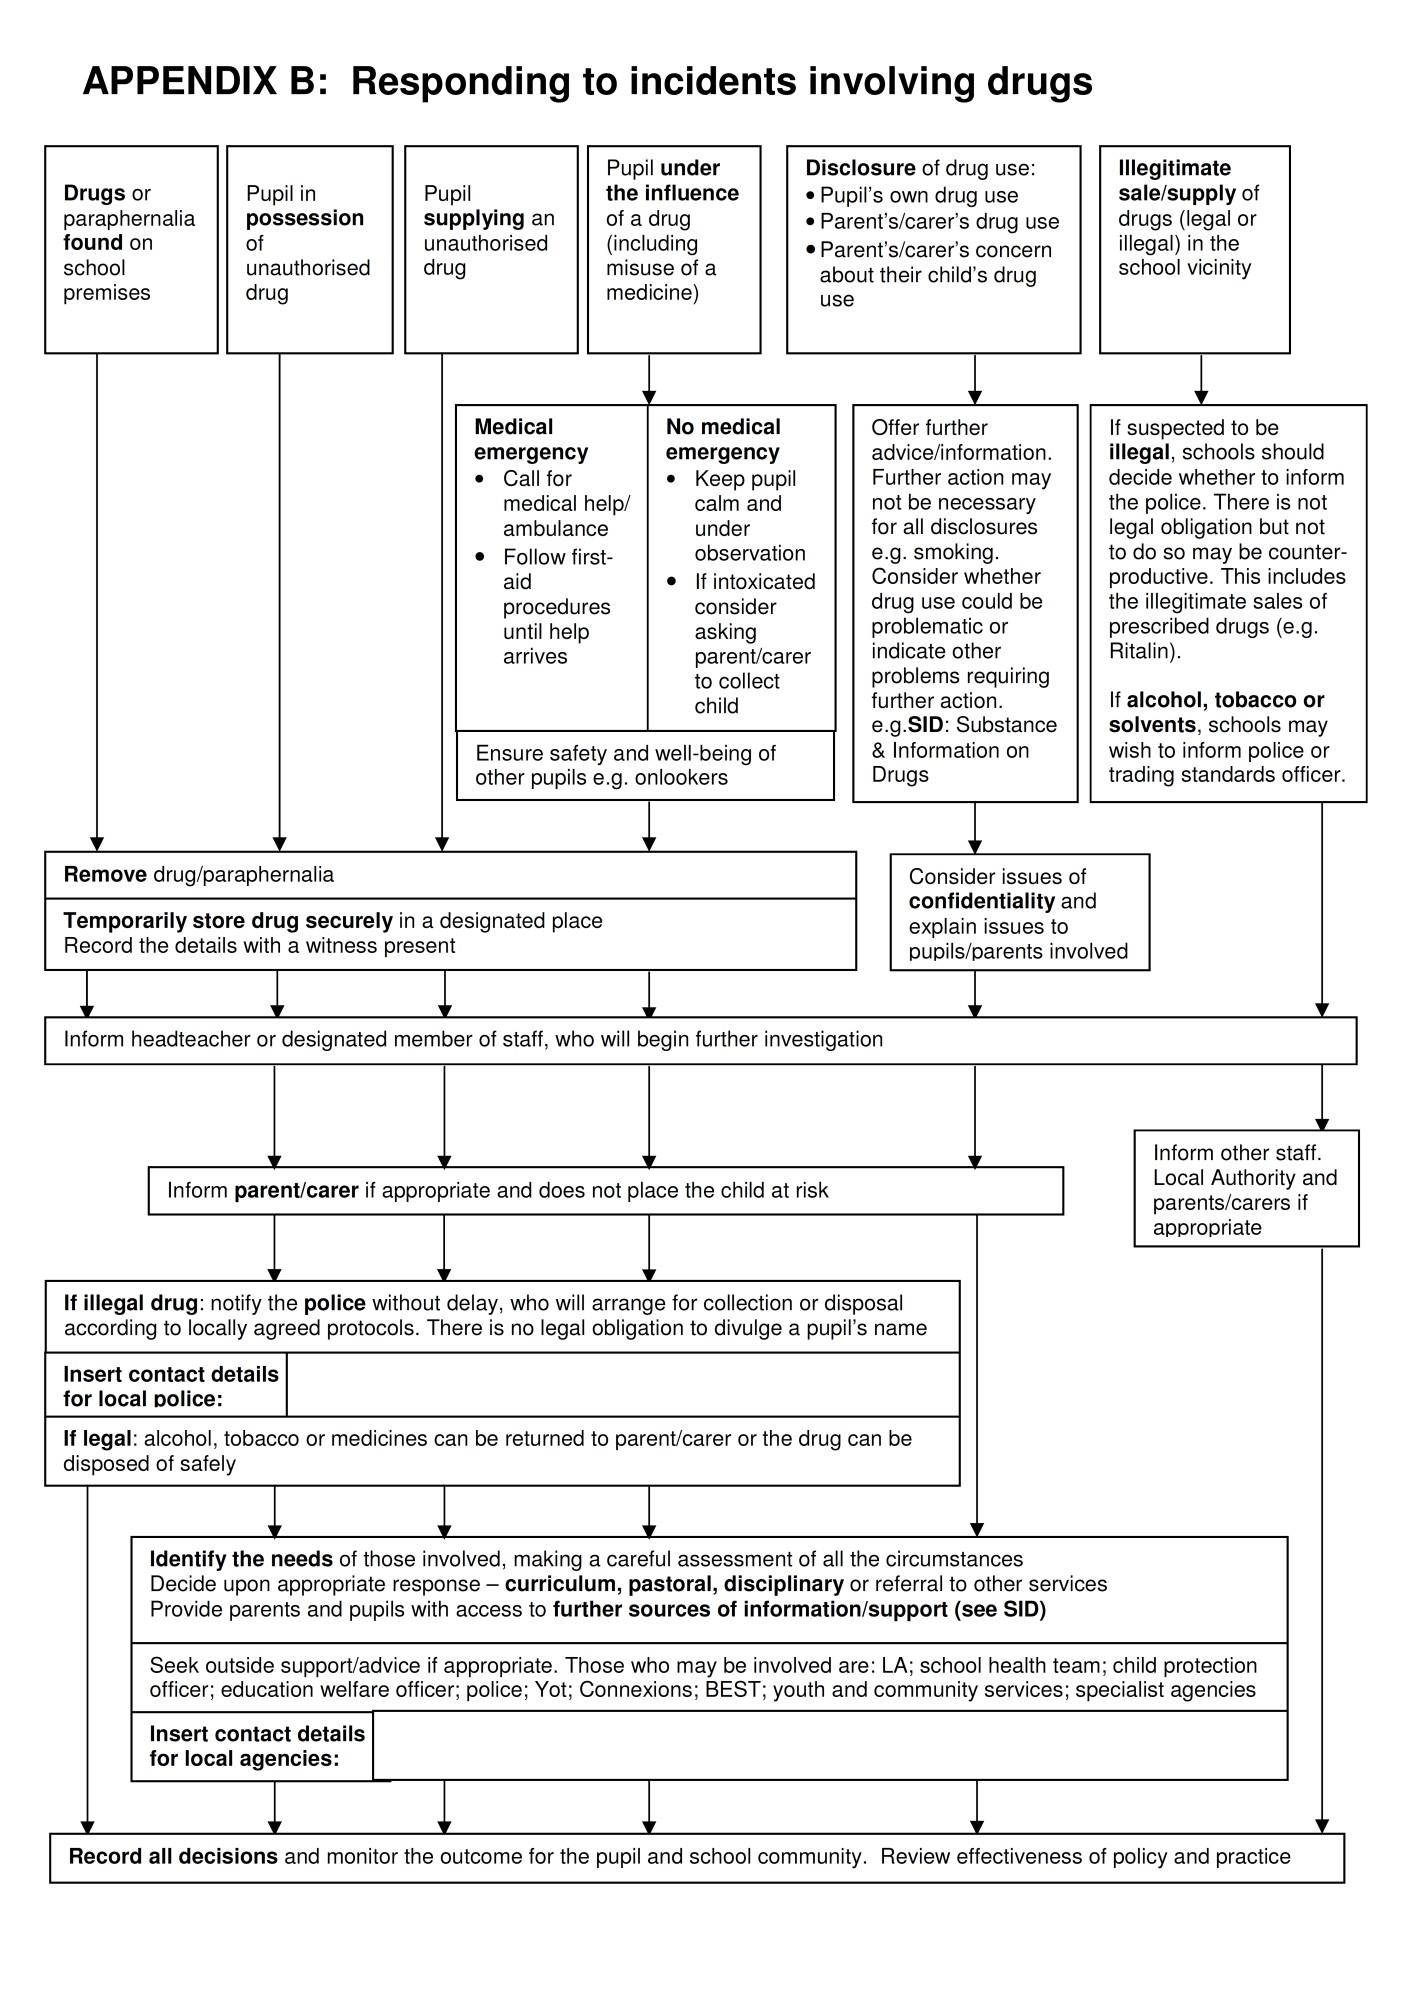 APPENDIX B:  Responding to incidents involving drugs
Drugs or
paraphernalia
found on
school
premises
Pupil in
possession
of
unauthorised
drug
Pupil
supplying an
unauthorised
drug
Pupil under
the influence
of a drug
(including
misuse of a
medicine)
Disclosure of drug use:
• Pupil's own drug use
• Parent's/carer's drug use
• Parent's/carer's concern
about their child's drug
use
Illegitimate
sale/supply of
drugs (legal or
illegal) in the
school vicinity
Medical
emergency
• Call for
medical help/
ambulance
• Follow first-
aid
procedures
until help
arrives
No medical
emergency
• Keep pupil
calm and
under
observation
• If intoxicated
consider
asking
parent/carer
to collect
child
Ensure safety and well-being of
other pupils e.g. onlookers
Offer further
advice/information.
Further action may
not be necessary
for all disclosures
e.g. smoking.
Consider whether
drug use could be
problematic or
indicate other
problems requiring
further action.
e.g.SID: Substance
& Information on
Drugs
If suspected to be
illegal, schools should
decide whether to inform
the police. There is not
legal obligation but not
to do so may be counter-
productive. This includes
the illegitimate sales of
prescribed drugs (e.g.
Ritalin).
If alcohol, tobacco or
solvents, schools may
wish to inform police or
trading standards officer.
Remove drug/paraphernalia
Temporarily store drug securely in a designated place
Record the details with a witness present
Consider issues of
confidentiality and
explain issues to
pupils/parents involved
Inform headteacher or designated member of staff, who will begin further investigation
Inform parent/carer if appropriate and does not place the child at risk
Inform other staff.
Local Authority and
parents/carers if
appropriate
If illegal drug: notify the police without delay, who will arrange for collection or disposal
according to locally agreed protocols. There is no legal obligation to divulge a pupil's name
Insert contact details
for local police:
If legal: alcohol, tobacco or medicines can be returned to parent/carer or the drug can be
disposed of safely
Identify the needs of those involved, making a careful assessment of all the circumstances
Decide upon appropriate response – curriculum, pastoral, disciplinary or referral to other services
Provide parents and pupils with access to further sources of information/support (see SID)
Seek outside support/advice if appropriate. Those who may be involved are: LA; school health team; child protection
officer; education welfare officer; police; Yot; Connexions; BEST; youth and community services; specialist agencies
Insert contact details
for local agencies:
Record all decisions and monitor the outcome for the pupil and school community.  Review effectiveness of policy and practice